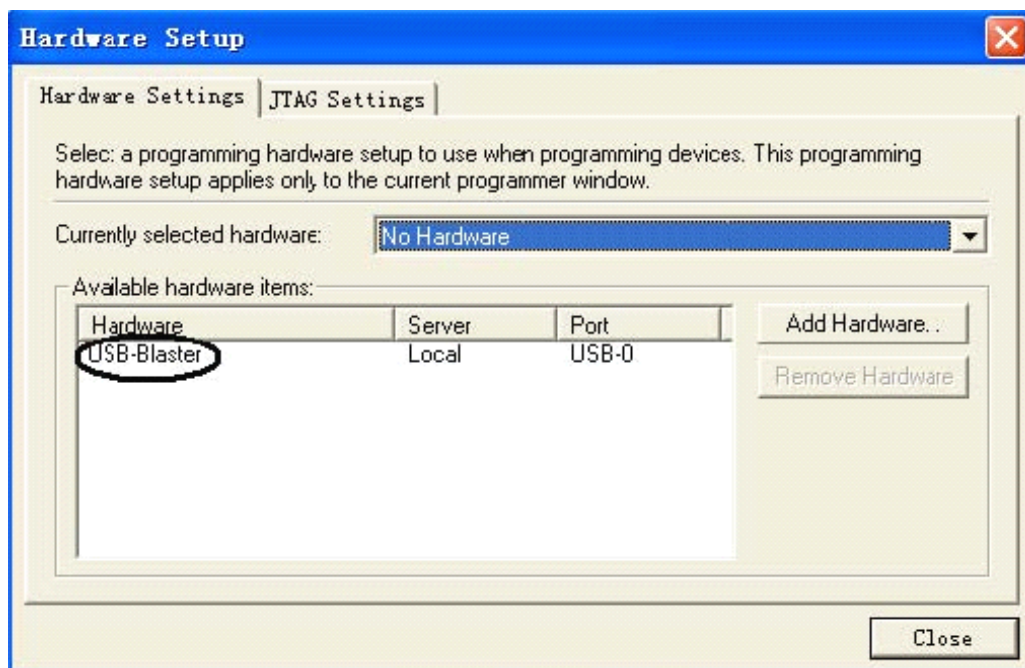 Hardware Setup
Hardware Settings JTAG Settings
Selec: a programming hardware setup to use when programming devices. This programming
hardware setup applies only to the current programmer window.
Currently selected hardware: No Hardware
Available hardware items:
Hardware Server Port
USB-Blaster Local USB-0
Add Hardware..
Remove Hardware
Close